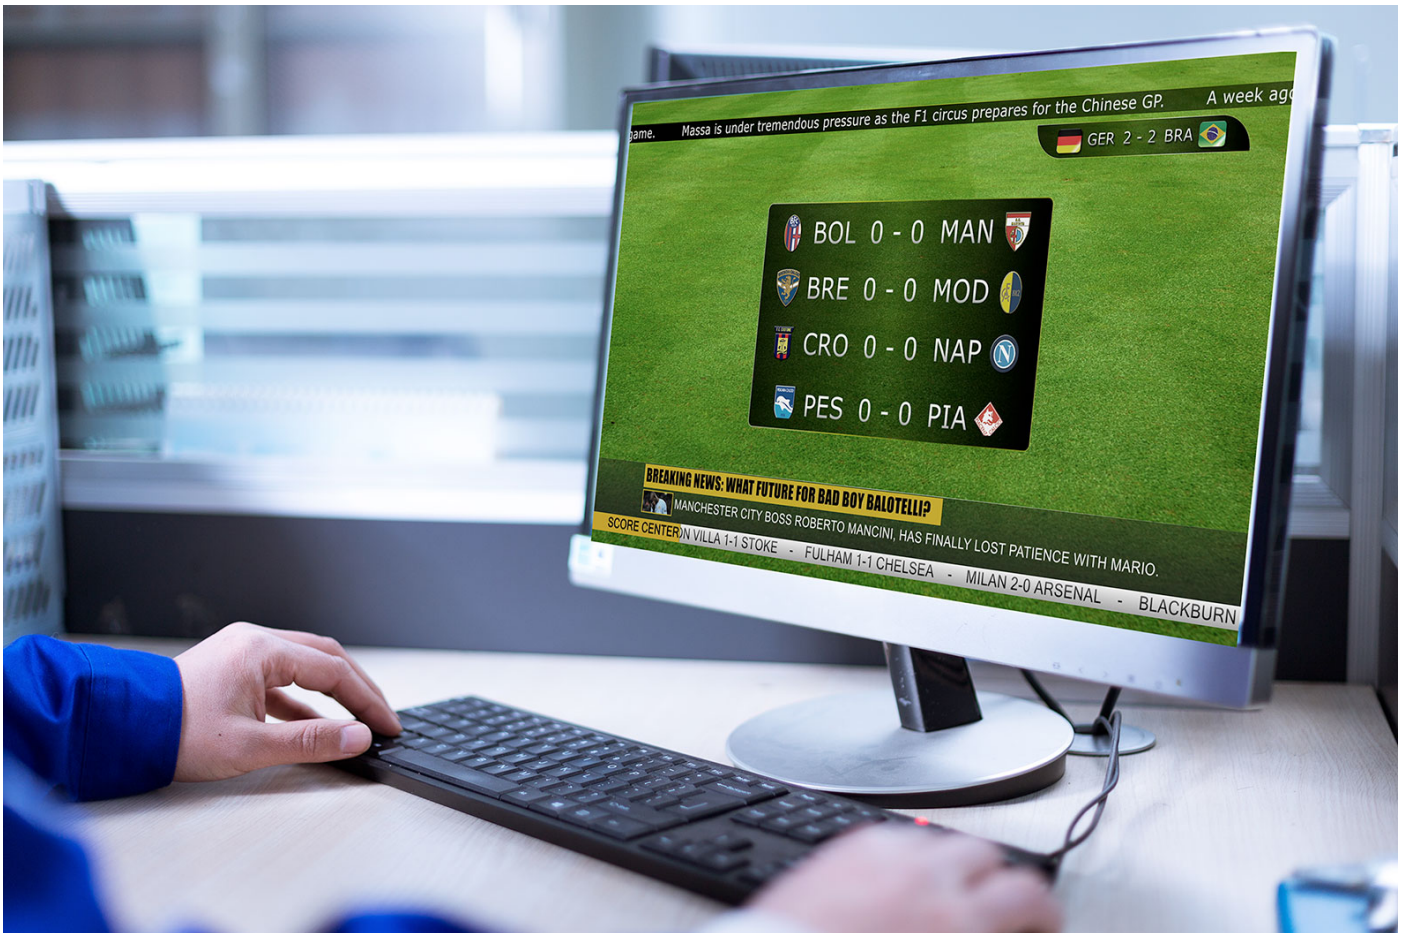 game. Massa is under tremendous pressure as the F1 circus prepares for the Chinese GP. A week ago
GER 2 - 2 BRA
BOL 0 - 0 MAN
BRE 0 - 0 MOD
CRO 0 - 0 NAP
N
PES 0 - 0 PIA
BREAKING NEWS: WHAT FUTURE FOR BAD BOY BALOTELLI?
MANCHESTER CITY BOSS ROBERTO MANCINI, HAS FINALLY LOST PATIENCE WITH MARIO.
SCORE CENTER ON VILLA 1-1 STOKE - FULHAM 1-1 CHELSEA - MILAN 2-0 ARSENAL - BLACKBURN